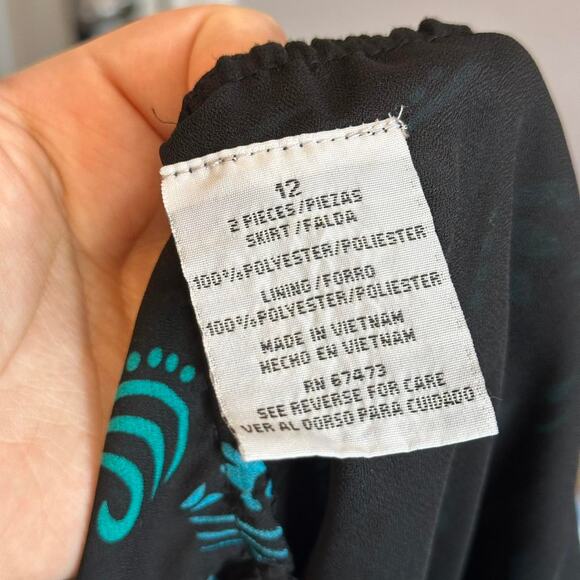 12
2 PIECES/PIEZAS
SKIRT/FALDA
100%POLYESTER/POLIESTER
LINING/FORRO
100%POLYESTER/POLIESTER
MADE IN VIETNAM
HECHO EN VIETNAM
RN 67473
SEE REVERSE FOR CARE
VER AL DORSO PARA CUIDADO